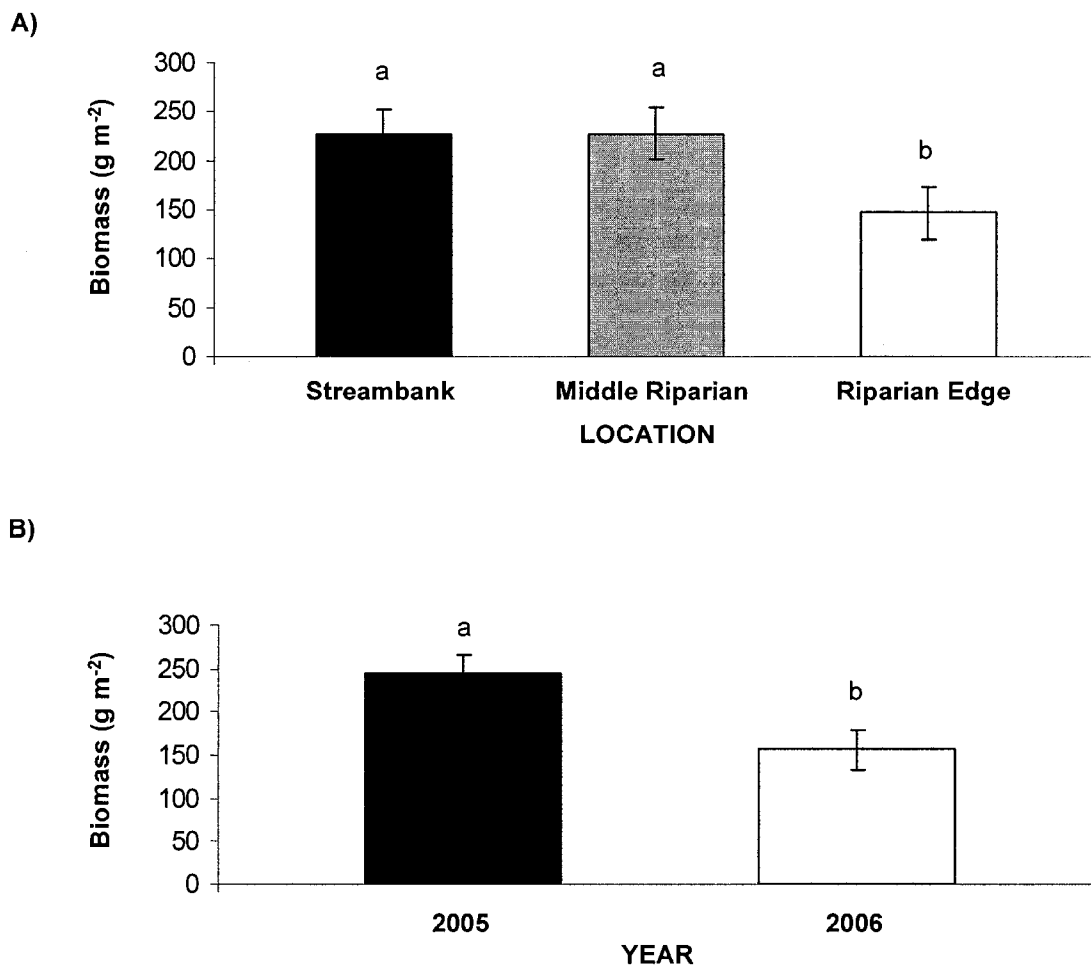 A)
Biomass (g m-2)
300
250
200
150
100
50
0
a
a
b
Streambank Middle Riparian Riparian Edge
LOCATION
B)
Biomass (g m-2)
300
250
200
150
100
50
0
a
b
2005 2006
YEAR